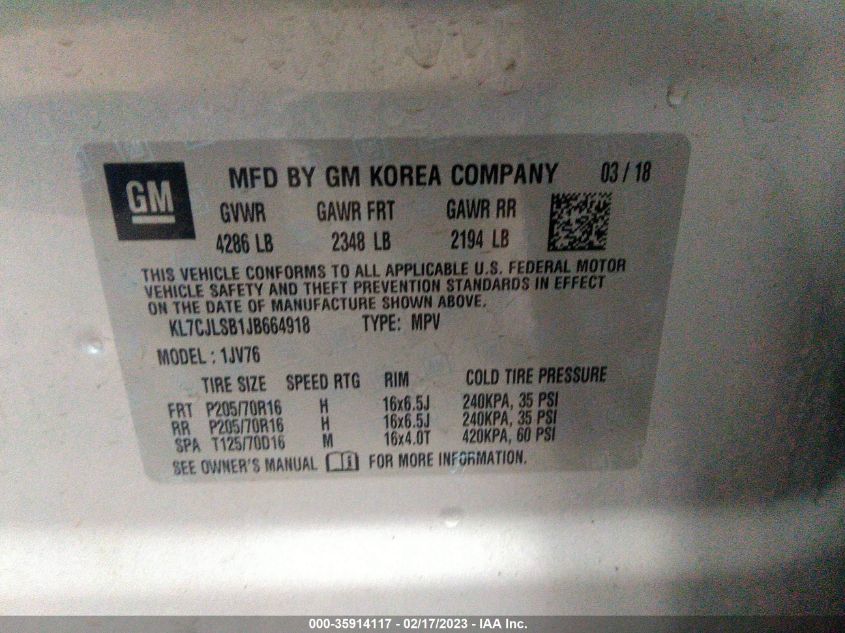 GM
MFD BY GM KOREA COMPANY 03 / 18
GVWR GAWR FRT GAWR RR
4286 LB 2348 LB 2194 LB
THIS VEHICLE CONFORMS TO ALL APPLICABLE U.S. FEDERAL MOTOR
VEHICLE SAFETY AND THEFT PREVENTION STANDARDS IN EFFECT
ON THE DATE OF MANUFACTURE SHOWN ABOVE.
KL7CJLSB1JB664918 TYPE: MPV
MODEL : 1JV76
TIRE SIZE SPEED RTG RIM COLD TIRE PRESSURE
FRT P205/70R16 H 16x6.5J 240KPA, 35 PSI
RR P205/70R16 H 16x6.5J 240KPA, 35 PSI
SPA T125/70D16 M 16x4.0T 420KPA, 60 PSI
SEE OWNER'S MANUAL FOR MORE INFORMATION.
000-35914117 - 02/17/2023 - IAA Inc.